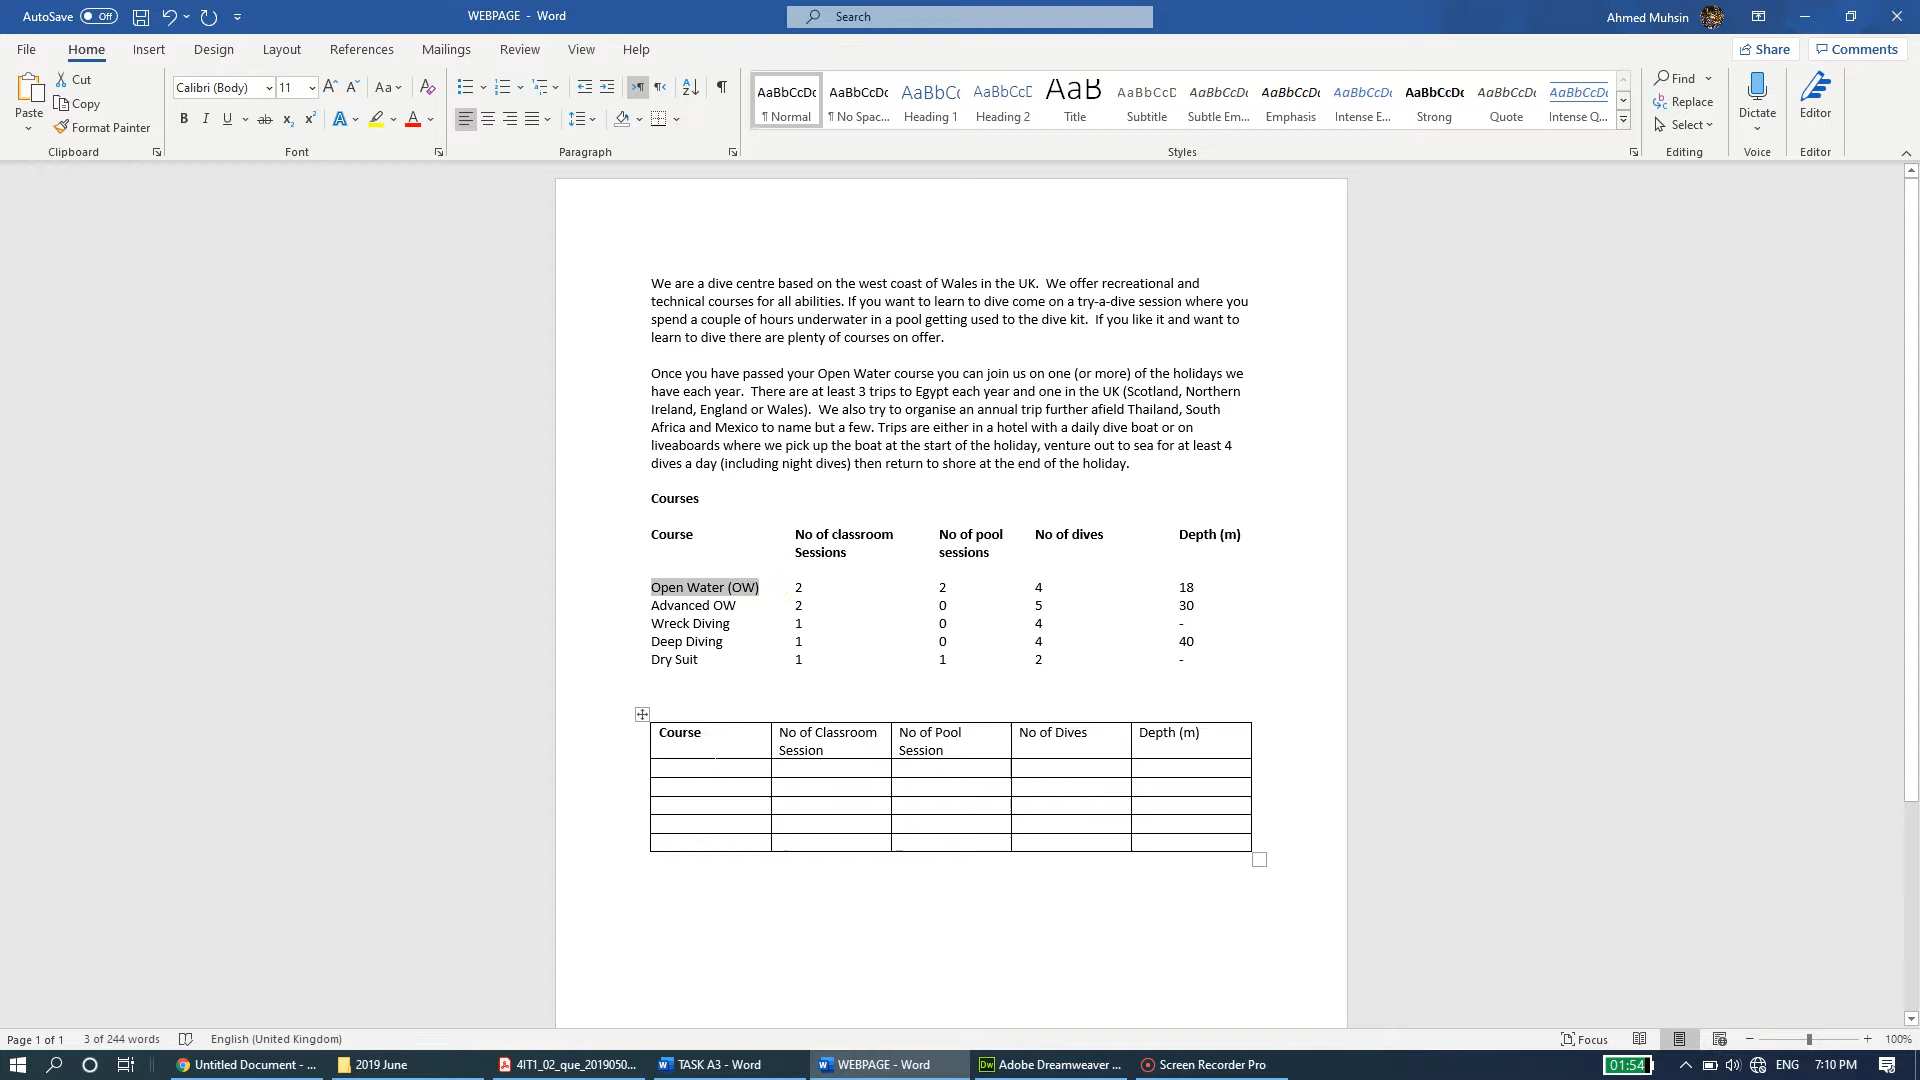 AutoSave Off WEBPAGE - Word Search Ahmed Muhsin
File Home Insert Design Layout References Mailings Review View Help Share Comments
Cut
Copy
Format Painter
Paste
Clipboard
Calibri (Body) 11
Font
Paragraph
AaBbCcDc AaBbCcDc AaBbC( AaBbCcE AaB AaBbCcD AaBbCcDc AaBbCcDc AaBbCcDc AaBbCcDc AaBbCcDc AaBbCcDc
¶ Normal ¶ No Spac... Heading 1 Heading 2 Title Subtitle Subtle Em... Emphasis Intense E... Strong Quote Intense Q...
Styles
Find
Replace
Select
Editing
Dictate
Voice
Editor
Editor
We are a dive centre based on the west coast of Wales in the UK.  We offer recreational and
technical courses for all abilities. If you want to learn to dive come on a try-a-dive session where you
spend a couple of hours underwater in a pool getting used to the dive kit.  If you like it and want to
learn to dive there are plenty of courses on offer.
Once you have passed your Open Water course you can join us on one (or more) of the holidays we
have each year.  There are at least 3 trips to Egypt each year and one in the UK (Scotland, Northern
Ireland, England or Wales).  We also try to organise an annual trip further afield Thailand, South
Africa and Mexico to name but a few. Trips are either in a hotel with a daily dive boat or on
liveaboards where we pick up the boat at the start of the holiday, venture out to sea for at least 4
dives a day (including night dives) then return to shore at the end of the holiday.
Courses
Course No of classroom No of pool No of dives Depth (m)
Sessions sessions
Open Water (OW) 2 2 4 18
Advanced OW 2 0 5 30
Wreck Diving 1 0 4 -
Deep Diving 1 0 4 40
Dry Suit 1 1 2 -
Course No of Classroom No of Pool No of Dives Depth (m)
Session Session
Page 1 of 1 3 of 244 words English (United Kingdom) Focus 100%
Untitled Document - ... 2019 June 4IT1_02_que_2019050... TASK A3 - Word WEBPAGE - Word Adobe Dreamweaver ... Screen Recorder Pro 01:54 ENG 7:10 PM